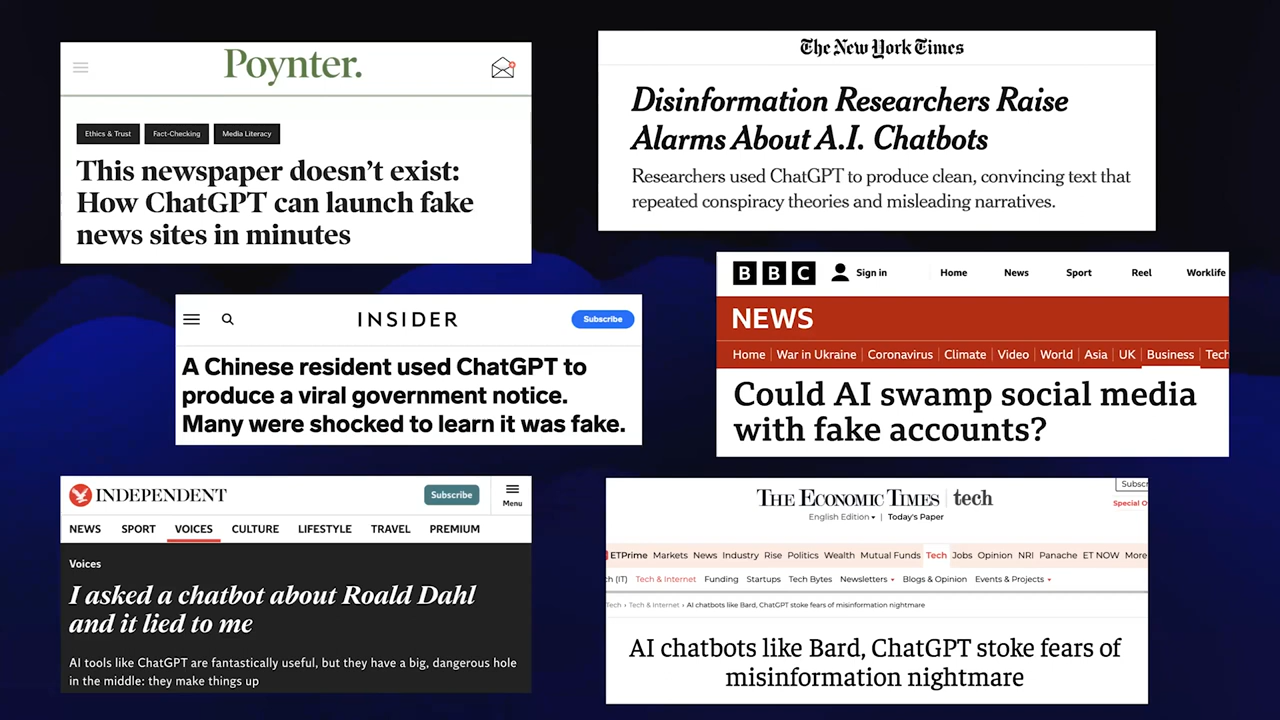 Poynter.
Ethics & Trust Fact-Checking Media Literacy
This newspaper doesn’t exist:
How ChatGPT can launch fake
news sites in minutes
The New York Times
Disinformation Researchers Raise
Alarms About A.I. Chatbots
Researchers used ChatGPT to produce clean, convincing text that
repeated conspiracy theories and misleading narratives.
INSIDER
Subscribe
A Chinese resident used ChatGPT to
produce a viral government notice.
Many were shocked to learn it was fake.
BBC Sign in Home News Sport Reel Worklife
NEWS
Home War in Ukraine Coronavirus Climate Video World Asia UK Business Tech
Could AI swamp social media
with fake accounts?
INDEPENDENT Subscribe
Menu
NEWS SPORT VOICES CULTURE LIFESTYLE TRAVEL PREMIUM
Voices
I asked a chatbot about Roald Dahl
and it lied to me
AI tools like ChatGPT are fantastically useful, but they have a big, dangerous hole
in the middle: they make things up
Subscr
THE ECONOMIC TIMES | tech
Special O
English Edition | Today's Paper
ETPrime Markets News Industry Rise Politics Wealth Mutual Funds Tech Jobs Opinion NRI Panache ET NOW More
ch (IT) Tech & Internet Funding Startups Tech Bytes Newsletters Blogs & Opinion Events & Projects
Tech › Tech & Internet › AI chatbots like Bard, ChatGPT stoke fears of misinformation nightmare
AI chatbots like Bard, ChatGPT stoke fears of
misinformation nightmare